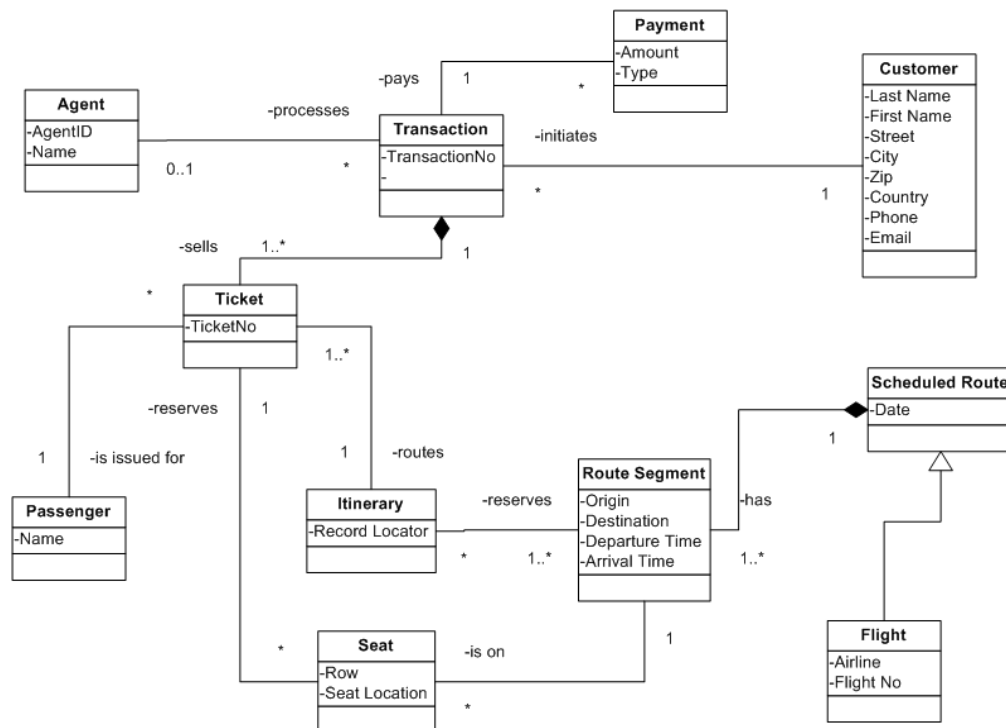 Payment
-Amount
-Type
-pays
1
*
Customer
-Last Name
-First Name
-Street
-City
-Zip
-Country
-Phone
-Email
Agent
-AgentID
-Name
-processes
0..1
*
Transaction
-TransactionNo
-
-initiates
*
1
-sells
1..*
1
*
Ticket
-TicketNo
1..*
-reserves
1
1
-is issued for
1
-routes
Scheduled Route
-Date
1
Passenger
-Name
Itinerary
-Record Locator
-reserves
*
1..*
Route Segment
-Origin
-Destination
-Departure Time
-Arrival Time
-has
1..*
Seat
-Row
-Seat Location
*
-is on
*
1
Flight
-Airline
-Flight No